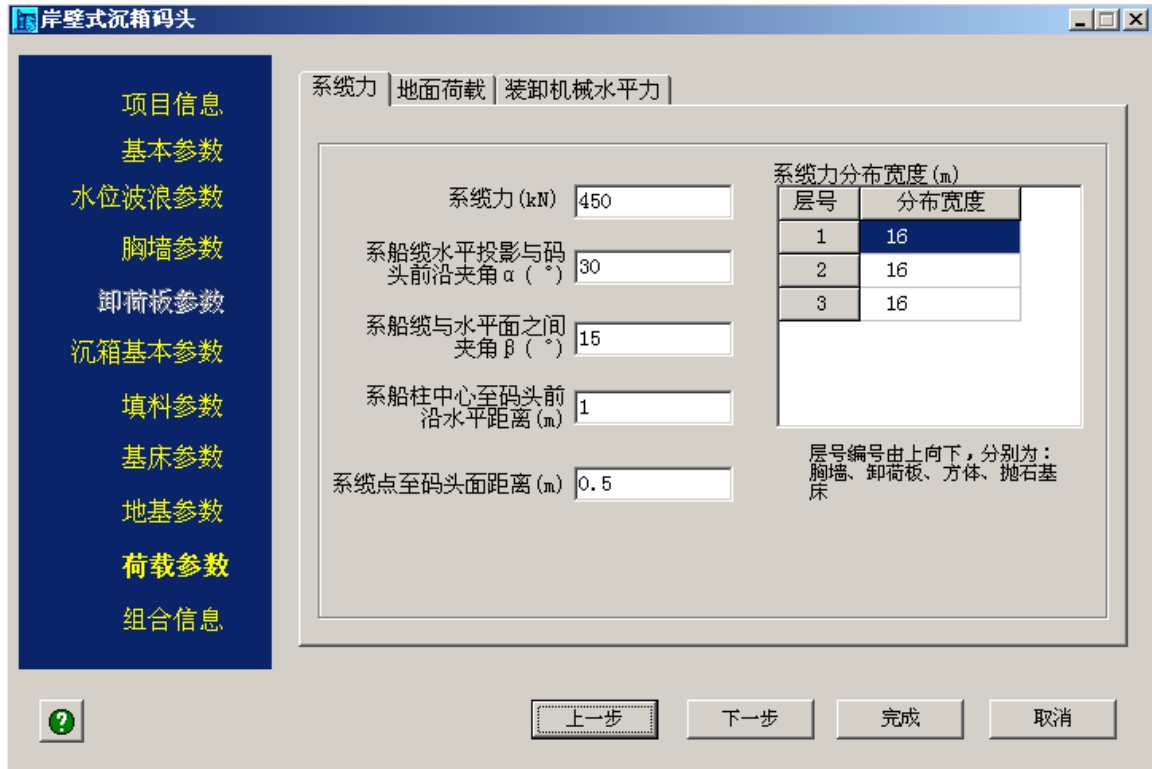 岸壁式沉箱码头
项目信息
基本参数
水位波浪参数
胸墙参数
卸荷板参数
沉箱基本参数
填料参数
基床参数
地基参数
荷载参数
组合信息
系缆力 地面荷载 装卸机械水平力
系缆力(kN) 450
系船缆水平投影与码
头前沿夹角α(°) 30
系船缆与水平面之间
夹角β(°) 15
系船柱中心至码头前
沿水平距离(m) 1
系缆点至码头面距离(m) 0.5
系缆力分布宽度(m)
层号 分布宽度
1 16
2 16
3 16
层号编号由上向下,分别为:
胸墙、卸荷板、方体、抛石基
床
? 上一步 下一步 完成 取消